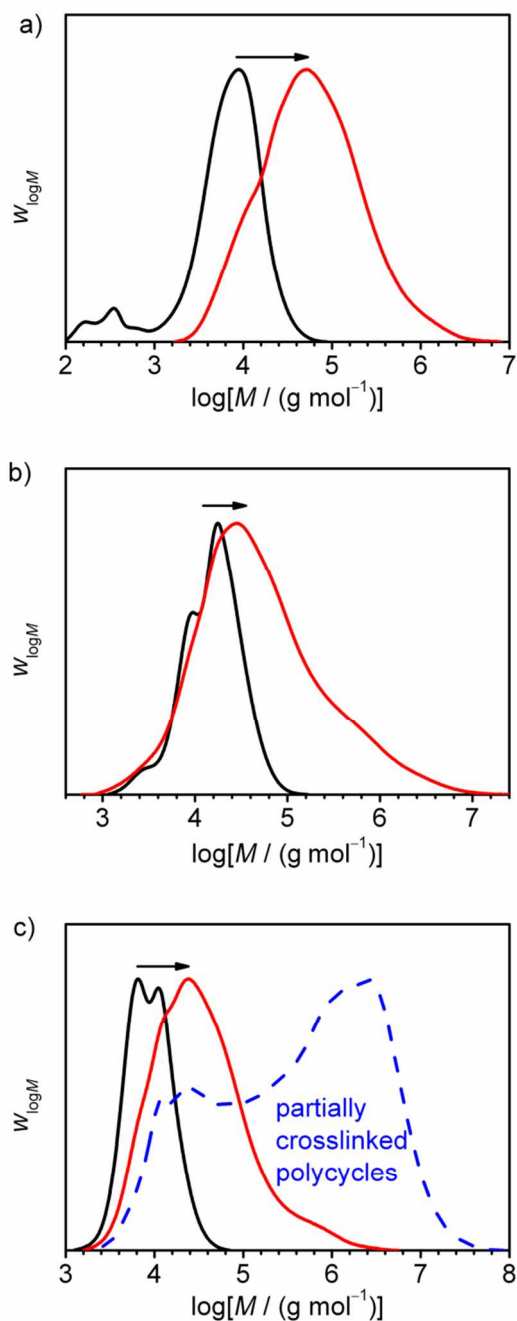 a)
w_logM
2 3 4 5 6 7
log[M / (g mol⁻¹)]
b)
w_logM
3 4 5 6 7
log[M / (g mol⁻¹)]
c)
w_logM
partially
crosslinked
polycycles
3 4 5 6 7 8
log[M / (g mol⁻¹)]